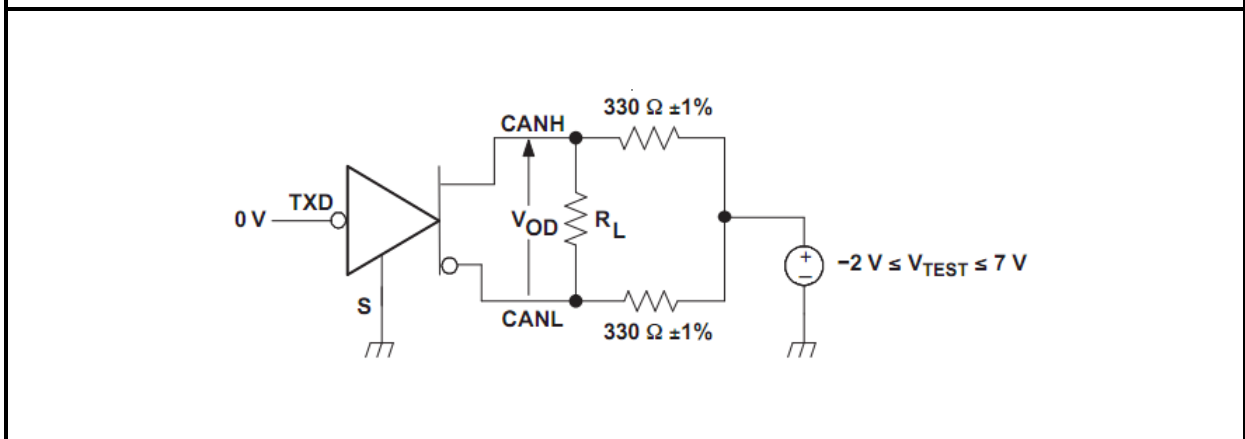 330 Ω ±1%
CANH
TXD
0 V
VOD
RL
+
−
−2 V ≤ VTEST ≤ 7 V
S
CANL
330 Ω ±1%